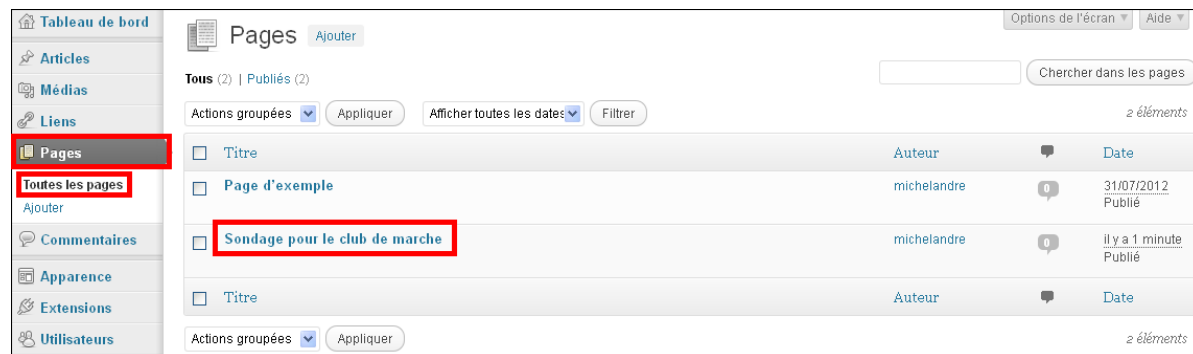 Tableau de bord
Articles
Médias
Liens
Pages
Toutes les pages
Ajouter
Commentaires
Apparence
Extensions
Utilisateurs
Options de l'écran Aide
Pages Ajouter
Tous (2) | Publiés (2)
Chercher dans les pages
Actions groupées Appliquer Afficher toutes les dates Filtrer 2 éléments
Titre Auteur Date
Page d'exemple michelandre 0 31/07/2012
Publié
Sondage pour le club de marche michelandre 0 il y a 1 minute
Publié
Titre Auteur Date
Actions groupées Appliquer 2 éléments